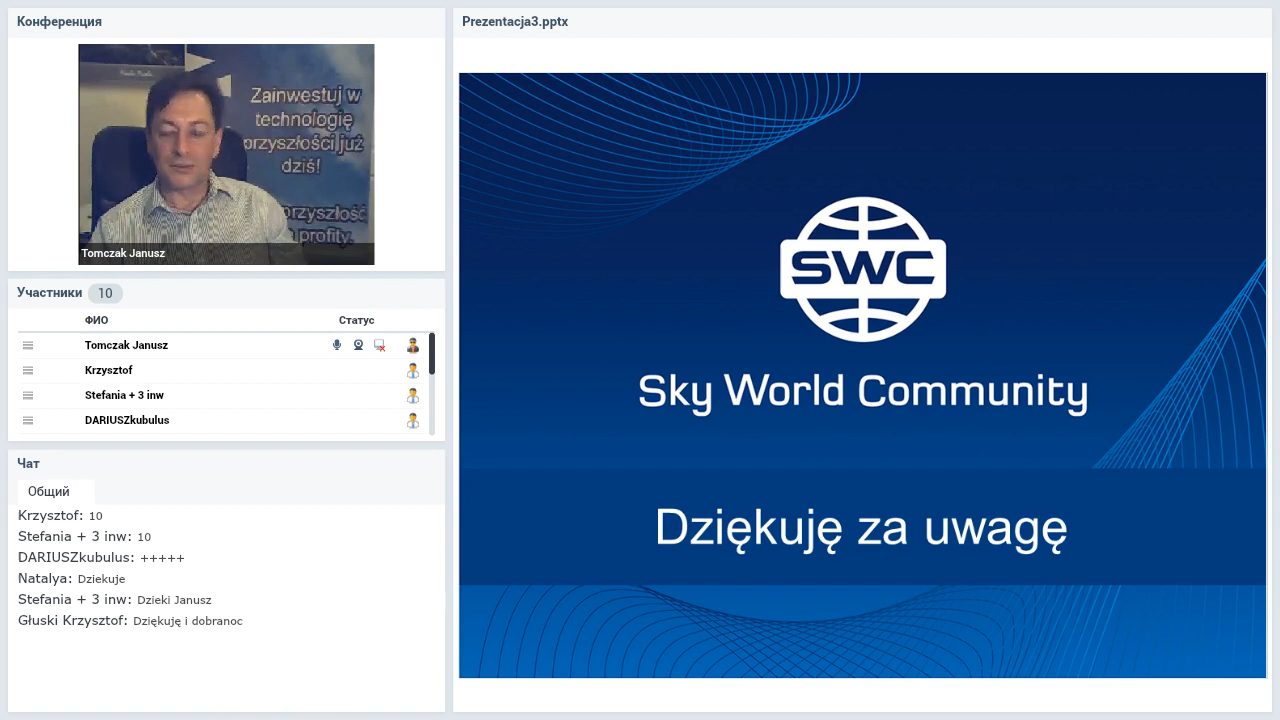 Конференция
Zainwestuj w
technologię
przyszłości już
dziś!
przyszłość
profity.
Tomczak Janusz
Участники 10
ФИО Статус
Tomczak Janusz
Krzysztof
Stefania + 3 inw
DARIUSZkubulus
Чат
Общий
Krzysztof: 10
Stefania + 3 inw: 10
DARIUSZkubulus: +++++
Natalya: Dziekuje
Stefania + 3 inw: Dzieki Janusz
Głuski Krzysztof: Dziękuję i dobranoc
Prezentacja3.pptx
SWC
Sky World Community
Dziękuję za uwagę